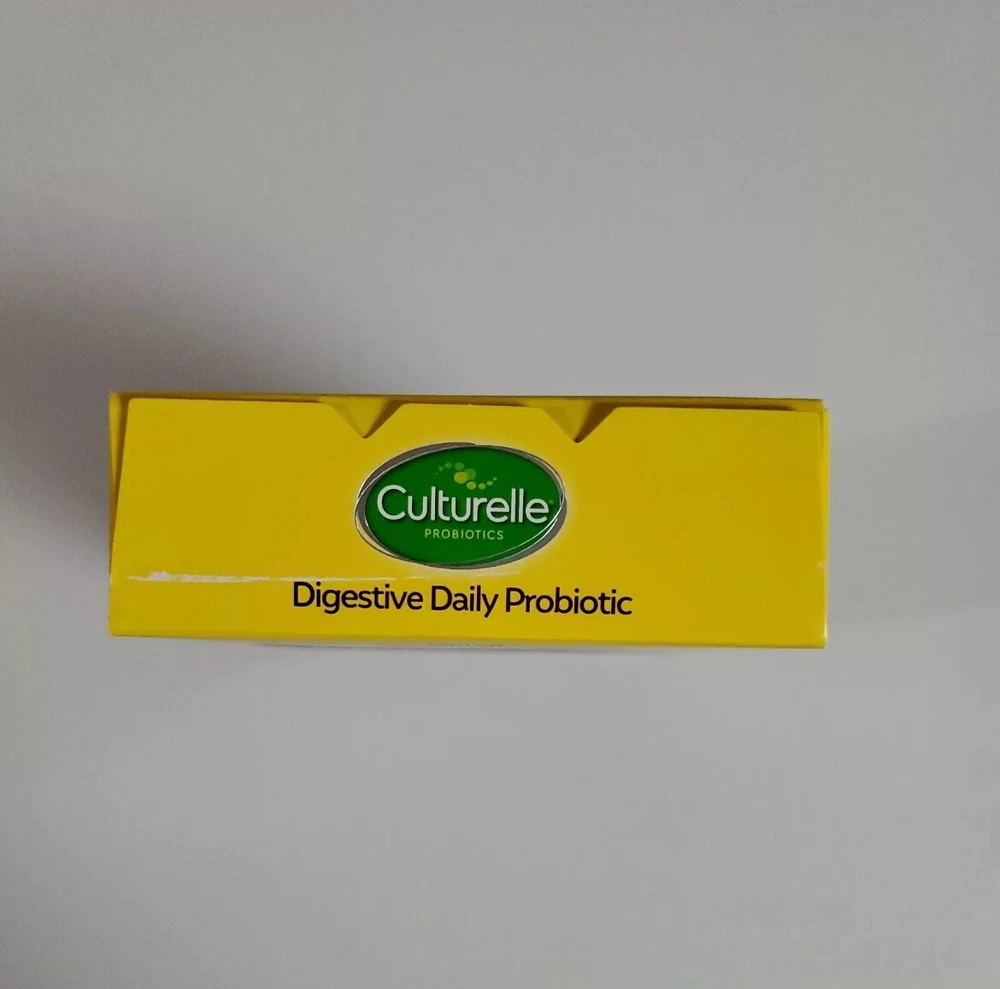 Culturelle
PROBIOTICS
Digestive Daily Probiotic